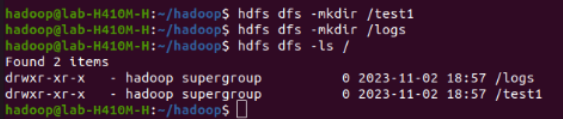 hadoop@lab-H410M-H:~/hadoop$ hdfs dfs -mkdir /test1
hadoop@lab-H410M-H:~/hadoop$ hdfs dfs -mkdir /logs
hadoop@lab-H410M-H:~/hadoop$ hdfs dfs -ls /
Found 2 items
drwxr-xr-x   - hadoop supergroup          0 2023-11-02 18:57 /logs
drwxr-xr-x   - hadoop supergroup          0 2023-11-02 18:57 /test1
hadoop@lab-H410M-H:~/hadoop$